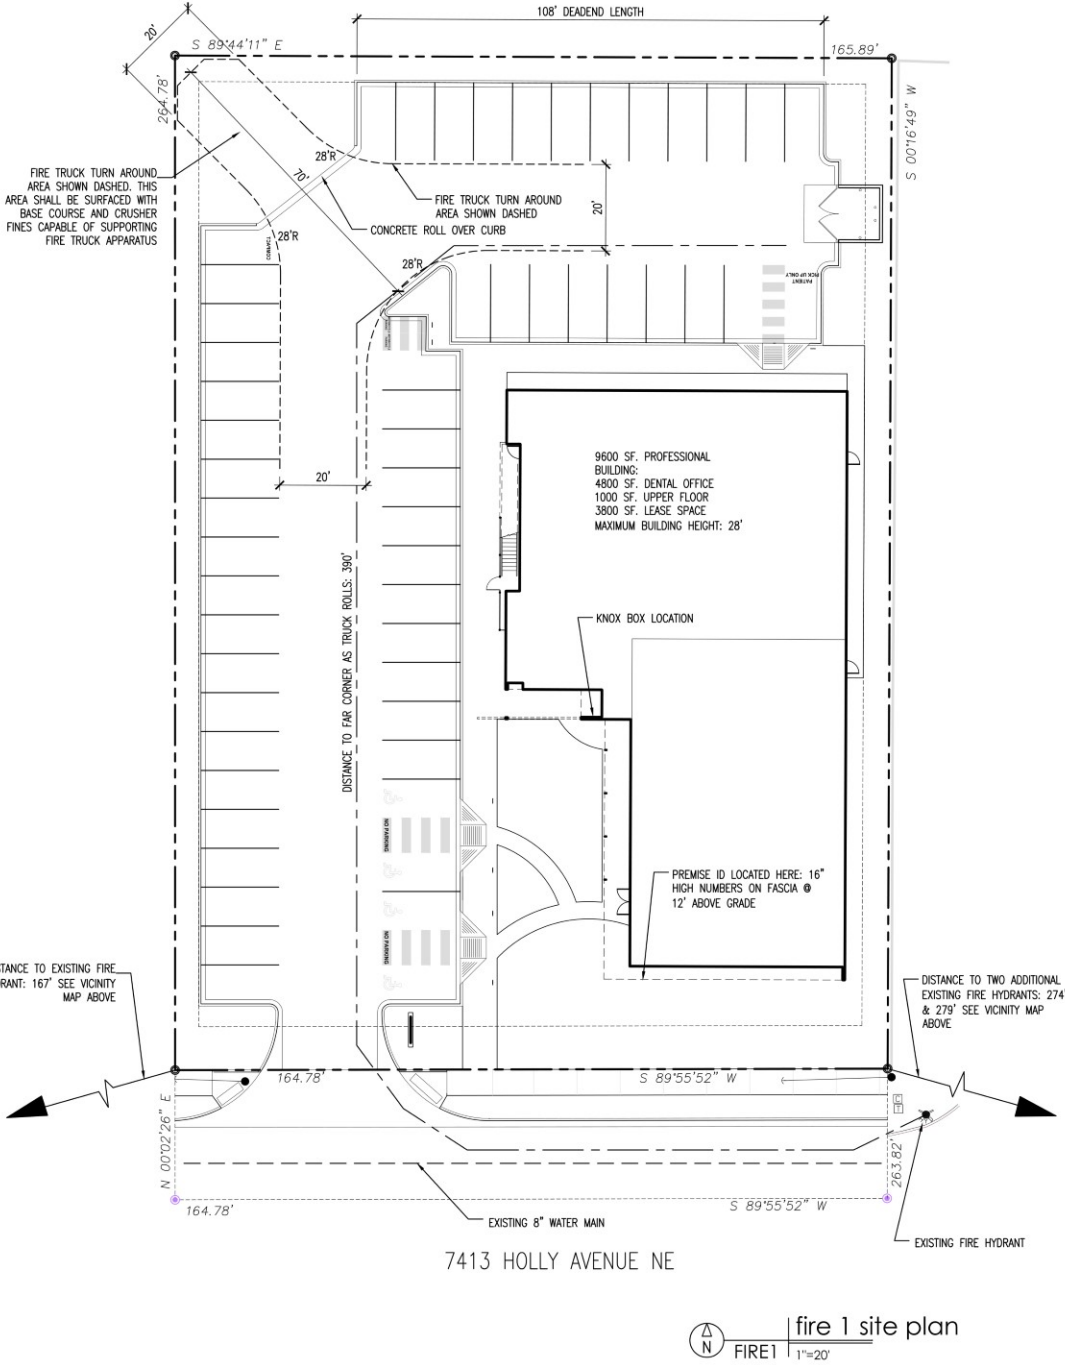 108' DEADEND LENGTH
20'
S 89°44'11" E
165.89'
264.78'
S 00°16'49" W
FIRE TRUCK TURN AROUND
AREA SHOWN DASHED. THIS
AREA SHALL BE SURFACED WITH
BASE COURSE AND CRUSHER
FINES CAPABLE OF SUPPORTING
FIRE TRUCK APPARATUS
28'R
70'
FIRE TRUCK TURN AROUND
AREA SHOWN DASHED
20'
CONCRETE ROLL OVER CURB
28'R
COMPACT
28'R
PATIENT
PICK UP ONLY
9600 SF. PROFESSIONAL
BUILDING:
4800 SF. DENTAL OFFICE
1000 SF. UPPER FLOOR
3800 SF. LEASE SPACE
MAXIMUM BUILDING HEIGHT: 28'
20'
DISTANCE TO FAR CORNER AS TRUCK ROLLS: 390'
KNOX BOX LOCATION
NO PARKING
PREMISE ID LOCATED HERE: 16"
HIGH NUMBERS ON FASCIA @
12' ABOVE GRADE
NO PARKING
STANCE TO EXISTING FIRE
RANT: 167' SEE VICINITY
MAP ABOVE
DISTANCE TO TWO ADDITIONAL
EXISTING FIRE HYDRANTS: 274'
& 279' SEE VICINITY MAP
ABOVE
164.78'
S 89°55'52" W
C
T
N 00°02'26" E
263.82'
164.78'
S 89°55'52" W
EXISTING 8" WATER MAIN
EXISTING FIRE HYDRANT
7413 HOLLY AVENUE NE
N
FIRE1
fire 1 site plan
1"=20'